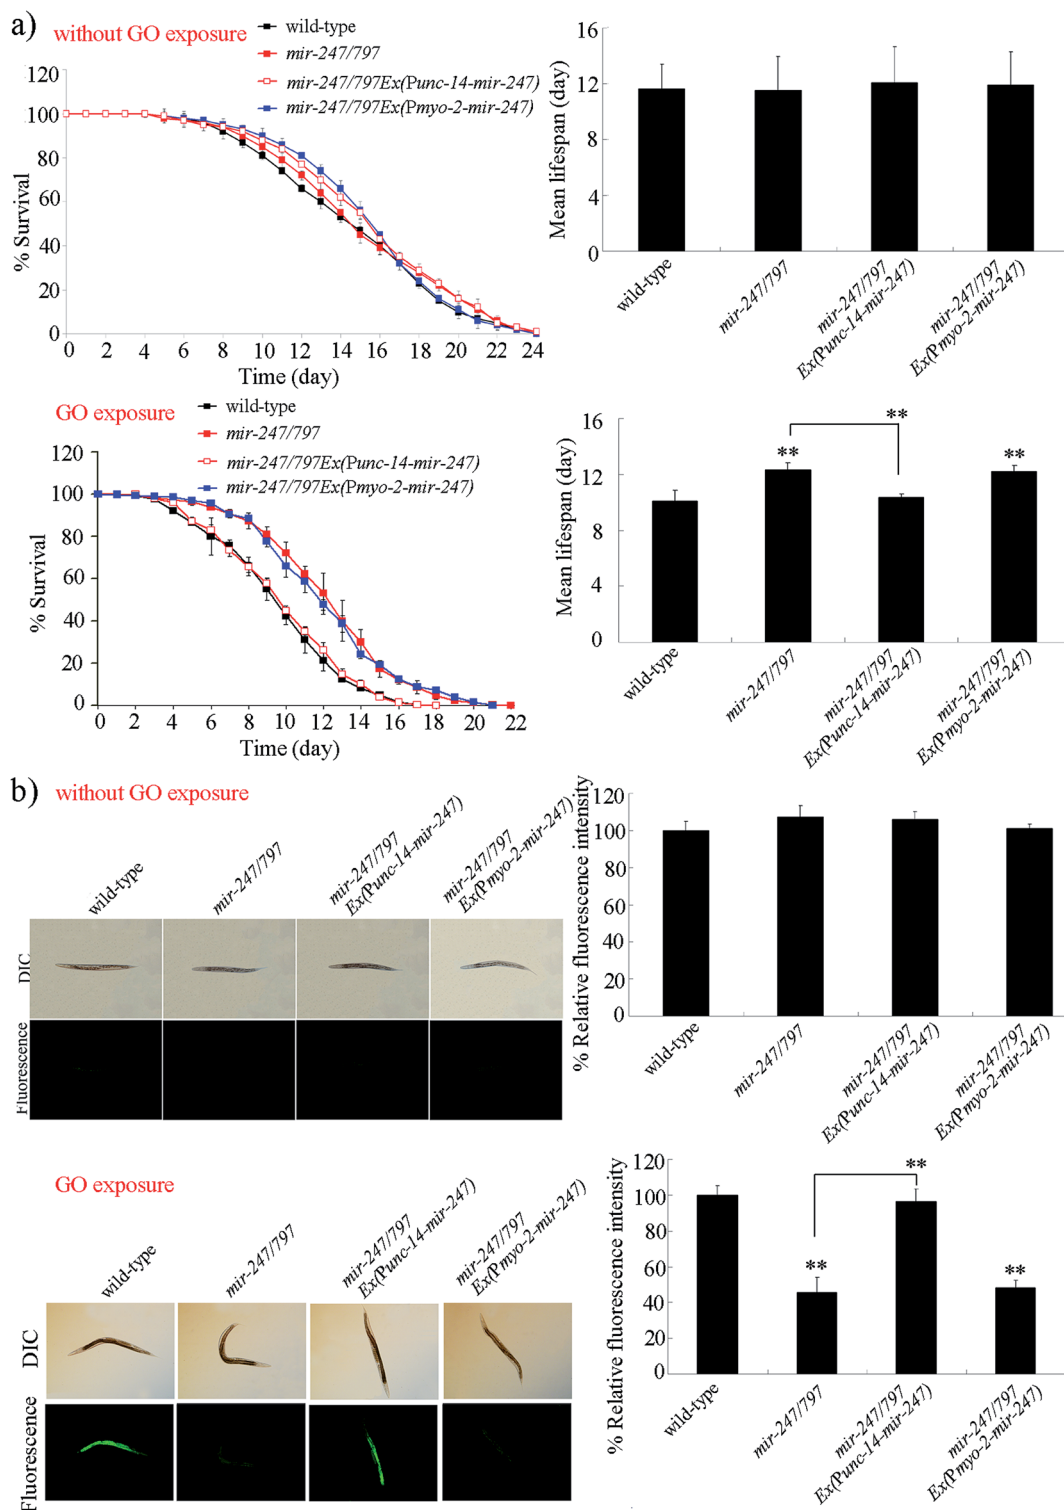 a)
without GO exposure
wild-type
mir-247/797
mir-247/797Ex(Punc-14-mir-247)
mir-247/797Ex(Pmyo-2-mir-247)
% Survival
120
100
80
60
40
20
0
0 2 4 6 8 10 12 14 16 18 20 22 24
Time (day)
Mean lifespan (day)
16
12
8
4
0
wild-type
mir-247/797
mir-247/797
Ex(Punc-14-mir-247)
mir-247/797
Ex(Pmyo-2-mir-247)
GO exposure
wild-type
mir-247/797
mir-247/797Ex(Punc-14-mir-247)
mir-247/797Ex(Pmyo-2-mir-247)
% Survival
120
100
80
60
40
20
0
0 2 4 6 8 10 12 14 16 18 20 22
Time (day)
Mean lifespan (day)
16
12
8
4
0
**
**
**
wild-type
mir-247/797
mir-247/797
Ex(Punc-14-mir-247)
mir-247/797
Ex(Pmyo-2-mir-247)
b)
without GO exposure
wild-type
mir-247/797
mir-247/797
Ex(Punc-14-mir-247)
mir-247/797
Ex(Pmyo-2-mir-247)
DIC
Fluorescence
% Relative fluorescence intensity
120
100
80
60
40
20
0
wild-type
mir-247/797
mir-247/797
Ex(Punc-14-mir-247)
mir-247/797
Ex(Pmyo-2-mir-247)
GO exposure
wild-type
mir-247/797
mir-247/797
Ex(Punc-14-mir-247)
mir-247/797
Ex(Pmyo-2-mir-247)
DIC
Fluorescence
% Relative fluorescence intensity
120
100
80
60
40
20
0
**
**
**
wild-type
mir-247/797
mir-247/797
Ex(Punc-14-mir-247)
mir-247/797
Ex(Pmyo-2-mir-247)